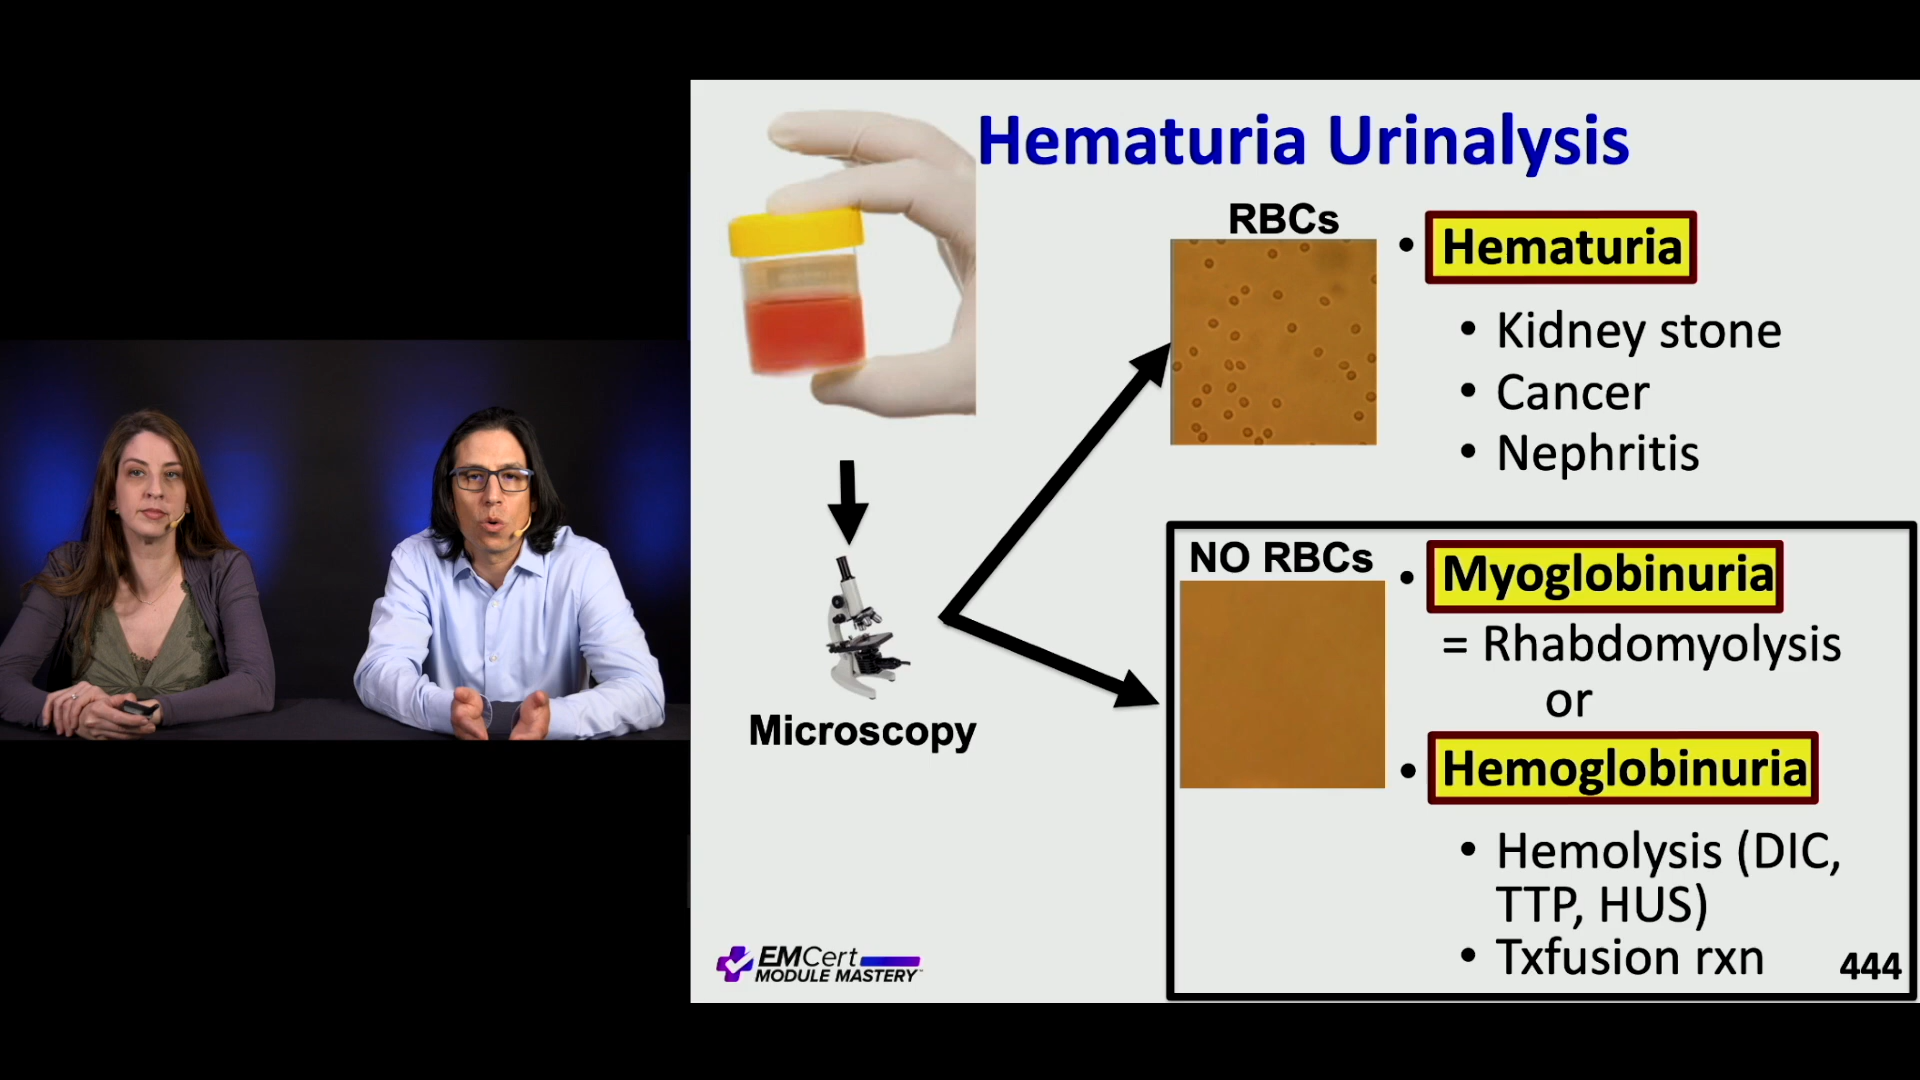 Hematuria Urinalysis
RBCs
• Hematuria
• Kidney stone
• Cancer
• Nephritis
Microscopy
NO RBCs
• Myoglobinuria
= Rhabdomyolysis
or
• Hemoglobinuria
• Hemolysis (DIC,
TTP, HUS)
• Txfusion rxn
444
EMCert
MODULE MASTERY™